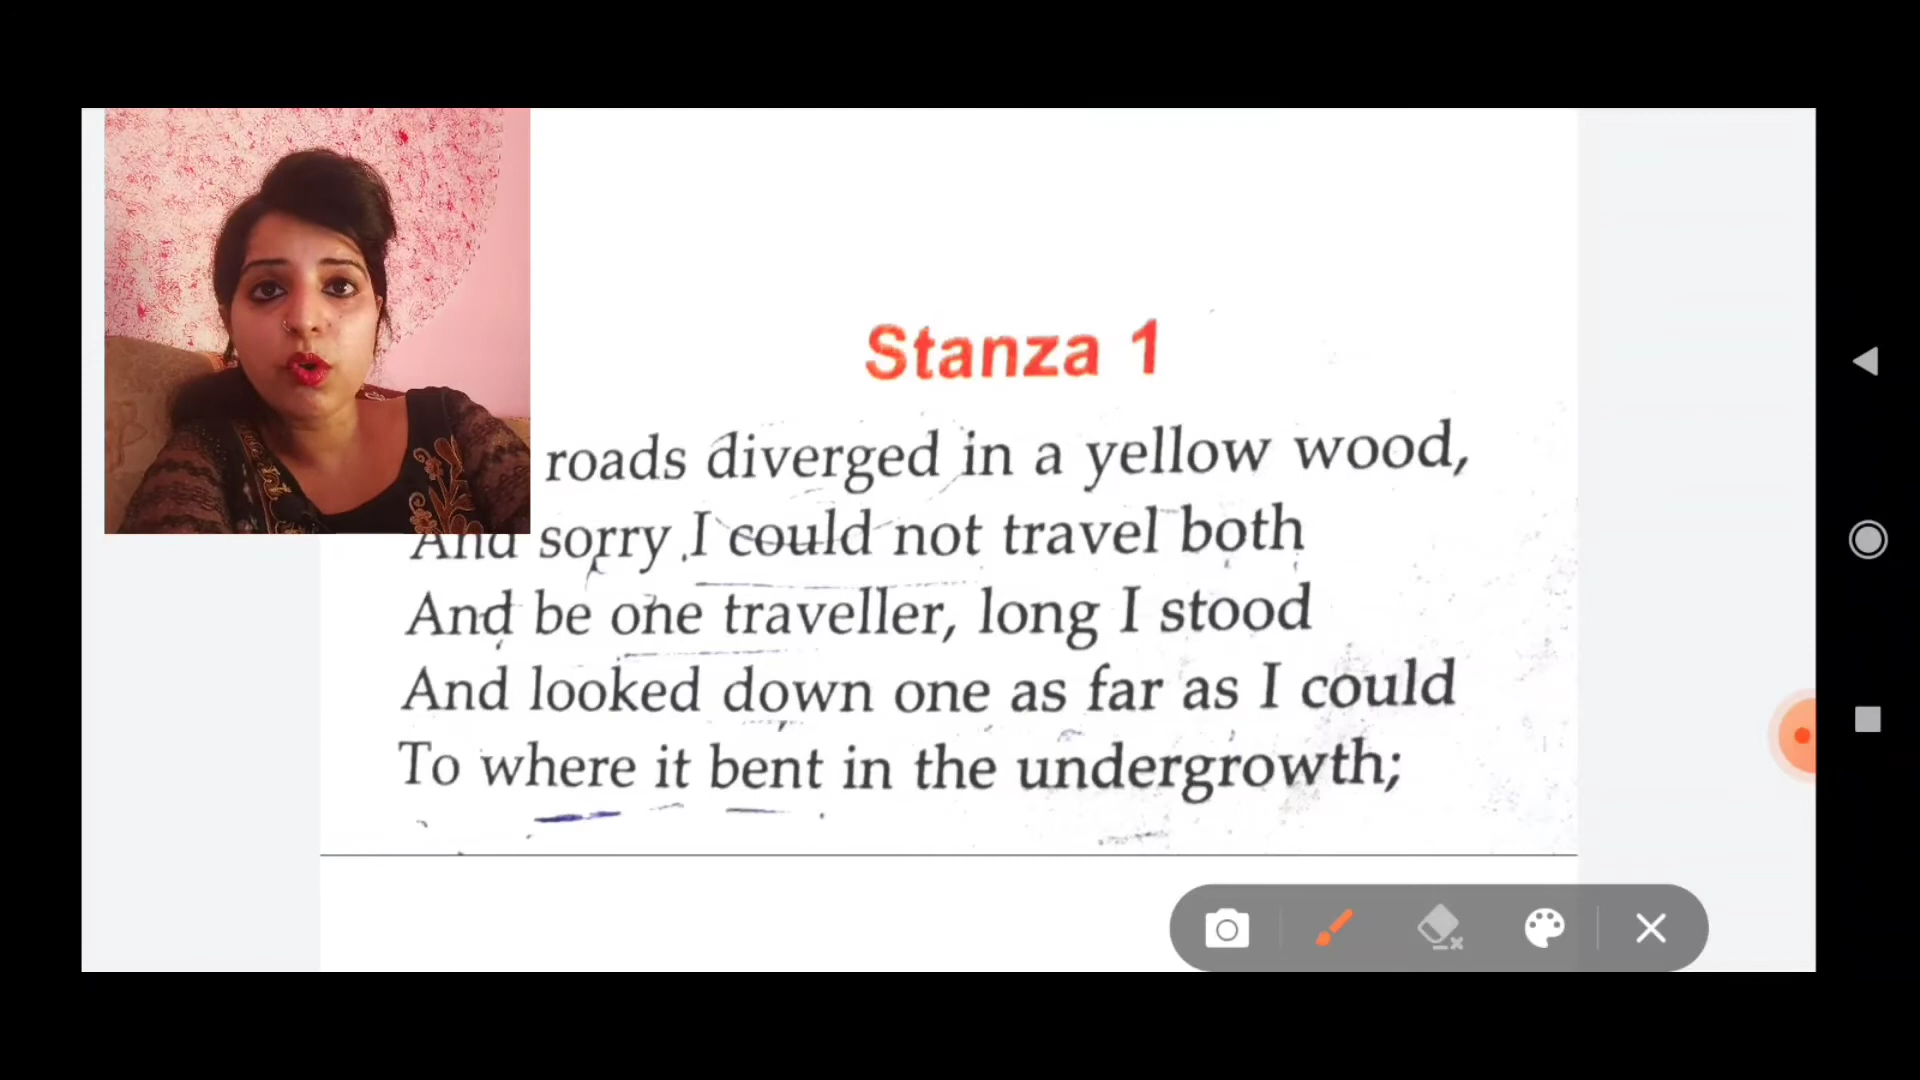 Stanza 1
roads diverged in a yellow wood,
And sorry I could not travel both
And be one traveller, long I stood
And looked down one as far as I could
To where it bent in the undergrowth;